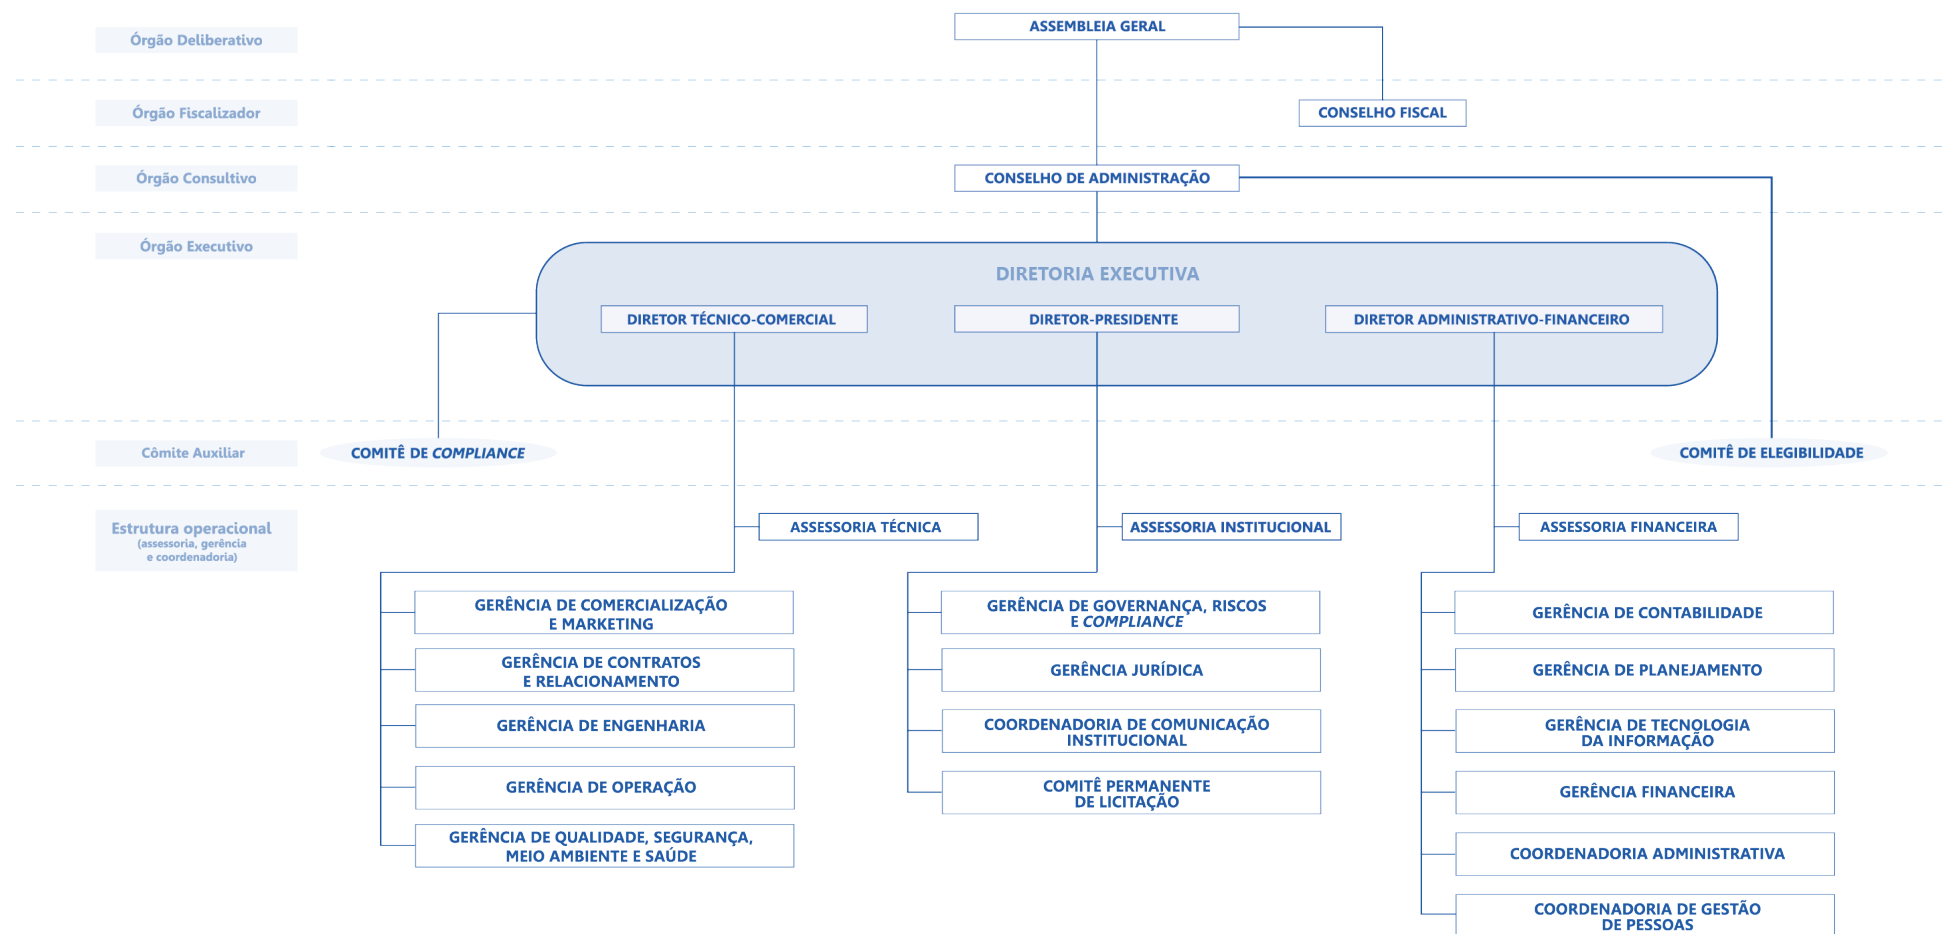 Órgão Deliberativo
ASSEMBLEIA GERAL
Órgão Fiscalizador
CONSELHO FISCAL
Órgão Consultivo
CONSELHO DE ADMINISTRAÇÃO
Órgão Executivo
DIRETORIA EXECUTIVA
DIRETOR TÉCNICO-COMERCIAL
DIRETOR-PRESIDENTE
DIRETOR ADMINISTRATIVO-FINANCEIRO
Cômite Auxiliar
COMITÊ DE COMPLIANCE
COMITÊ DE ELEGIBILIDADE
Estrutura operacional
(assessoria, gerência
e coordenadoria)
ASSESSORIA TÉCNICA
ASSESSORIA INSTITUCIONAL
ASSESSORIA FINANCEIRA
GERÊNCIA DE COMERCIALIZAÇÃO
E MARKETING
GERÊNCIA DE CONTRATOS
E RELACIONAMENTO
GERÊNCIA DE ENGENHARIA
GERÊNCIA DE OPERAÇÃO
GERÊNCIA DE QUALIDADE, SEGURANÇA,
MEIO AMBIENTE E SAÚDE
GERÊNCIA DE GOVERNANÇA, RISCOS
E COMPLIANCE
GERÊNCIA JURÍDICA
COORDENADORIA DE COMUNICAÇÃO
INSTITUCIONAL
COMITÊ PERMANENTE
DE LICITAÇÃO
GERÊNCIA DE CONTABILIDADE
GERÊNCIA DE PLANEJAMENTO
GERÊNCIA DE TECNOLOGIA
DA INFORMAÇÃO
GERÊNCIA FINANCEIRA
COORDENADORIA ADMINISTRATIVA
COORDENADORIA DE GESTÃO
DE PESSOAS